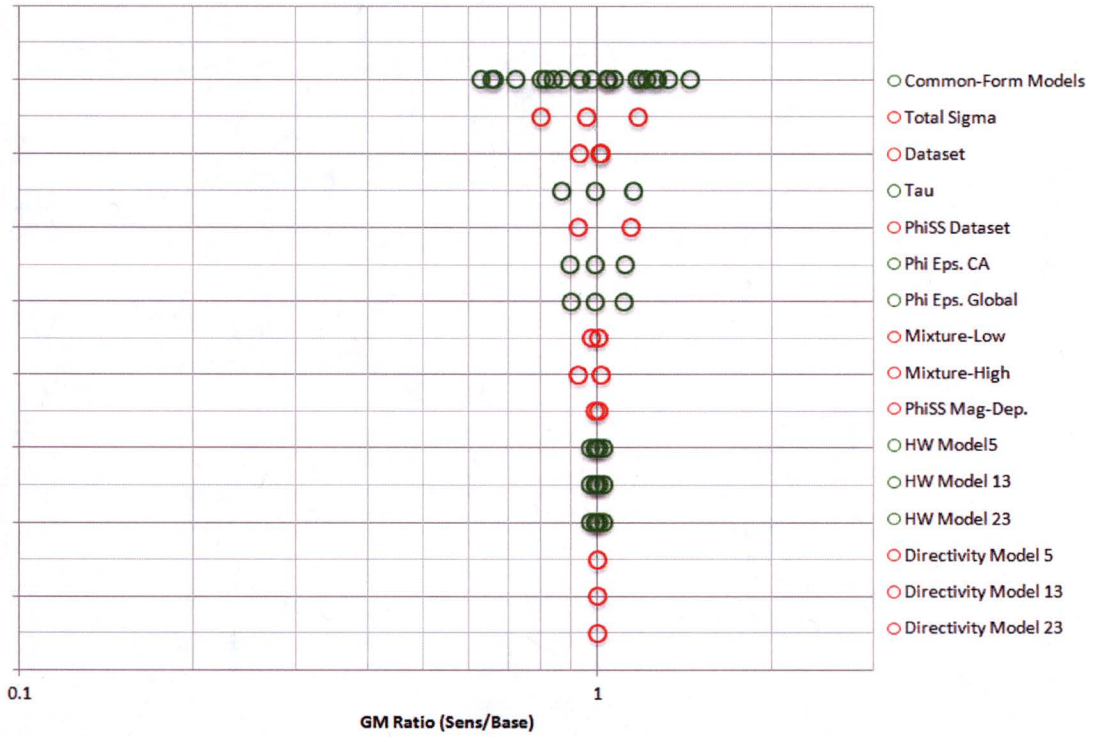 Common-Form Models
Total Sigma
Dataset
Tau
PhiSS Dataset
Phi Eps. CA
Phi Eps. Global
Mixture-Low
Mixture-High
PhiSS Mag-Dep.
HW Model5
HW Model 13
HW Model 23
Directivity Model 5
Directivity Model 13
Directivity Model 23
0.1
1
GM Ratio (Sens/Base)